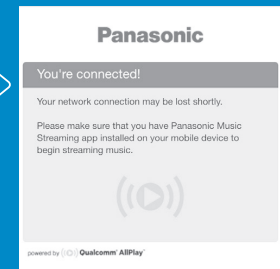 Panasonic
You're connected!
Your network connection may be lost shortly.
Please make sure that you have Panasonic Music
Streaming app installed on your mobile device to
begin streaming music.
powered by Qualcomm® AllPlay™